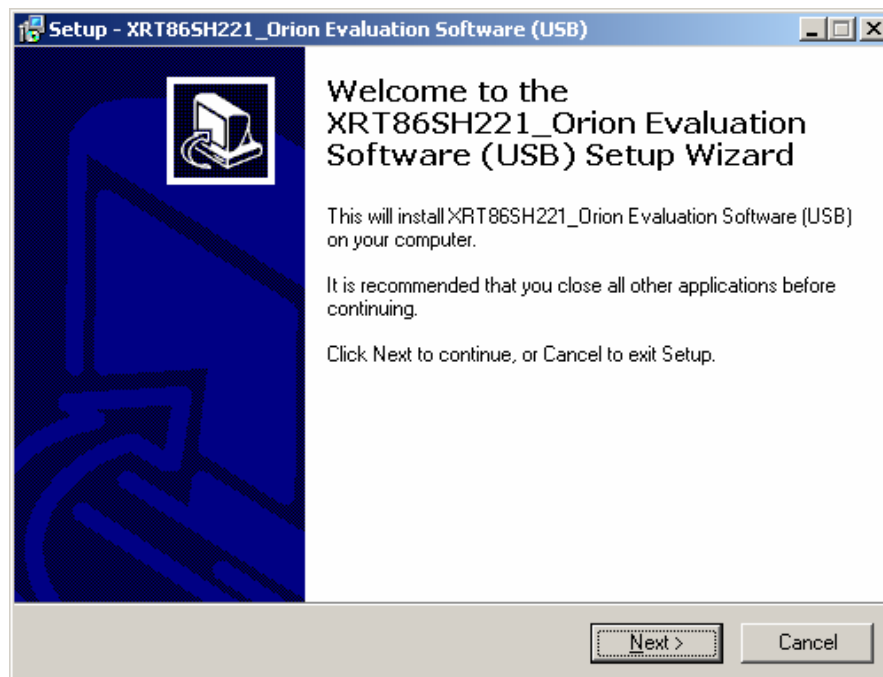 Setup - XRT86SH221_Orion Evaluation Software (USB)
Welcome to the
XRT86SH221_Orion Evaluation
Software (USB) Setup Wizard
This will install XRT86SH221_Orion Evaluation Software (USB)
on your computer.
It is recommended that you close all other applications before
continuing.
Click Next to continue, or Cancel to exit Setup.
Next >
Cancel